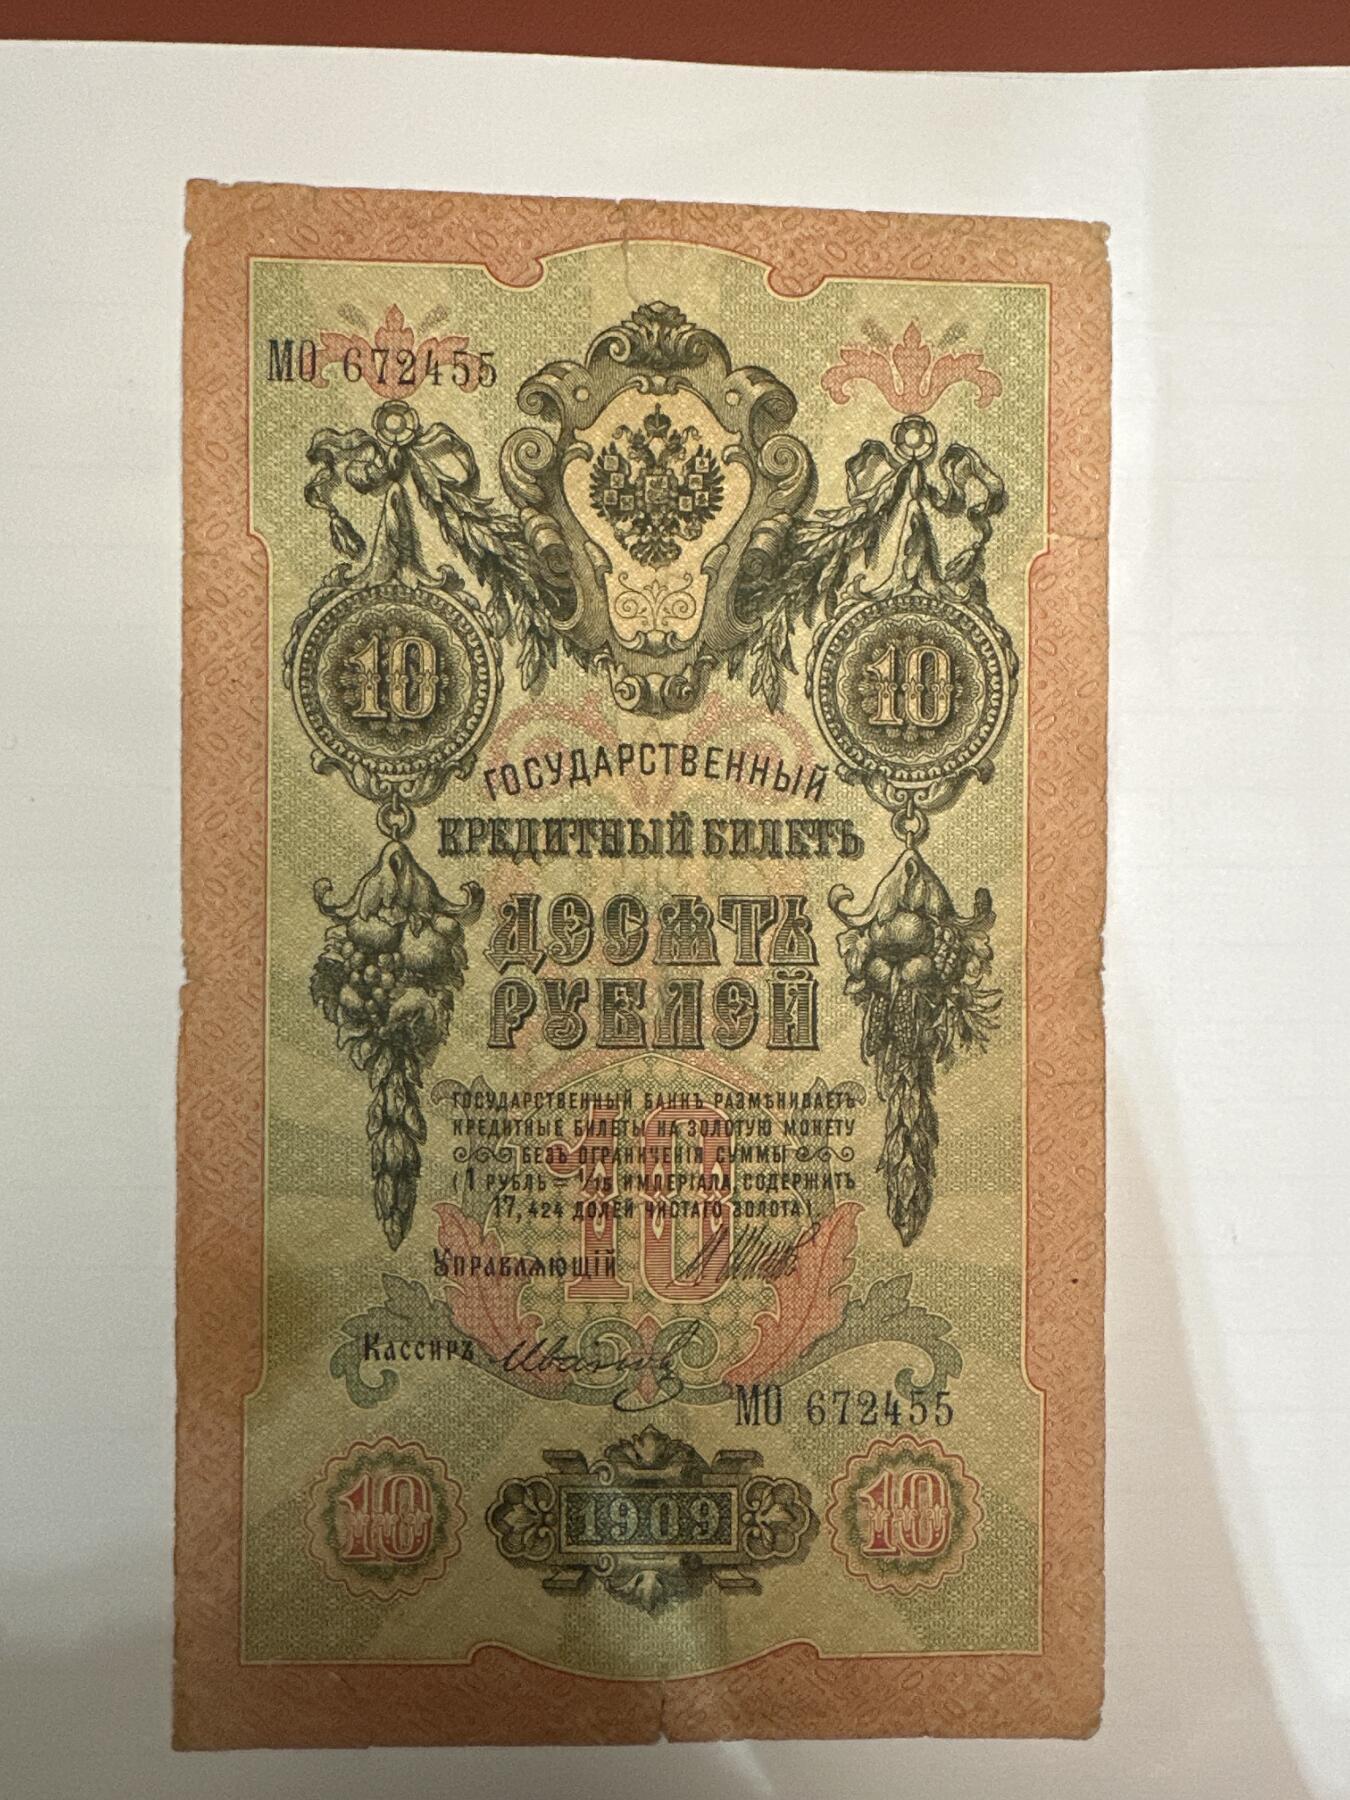 МО 672455
10 10
ГОСУДАРСТВЕННЫЙ
КРЕДИТНЫЙ БИЛЕТЪ
ДЕСЯТЬ
РУБЛЕЙ
10
ГОСУДАРСТВЕННЫЙ БАНКЪ РАЗМѢНИВАЕТЪ
КРЕДИТНЫЕ БИЛЕТЫ НА ЗОЛОТУЮ МОНЕТУ
БЕЗЪ ОГРАНИЧЕНІЯ СУММЫ
(1 РУБЛЬ = 1/15 ИМПЕРІАЛА, СОДЕРЖИТЪ
17,424 ДОЛЕЙ ЧИСТАГО ЗОЛОТА).
УПРАВЛЯЮЩІЙ
КАССИРЪ Иванов
МО 672455
10 1909 10